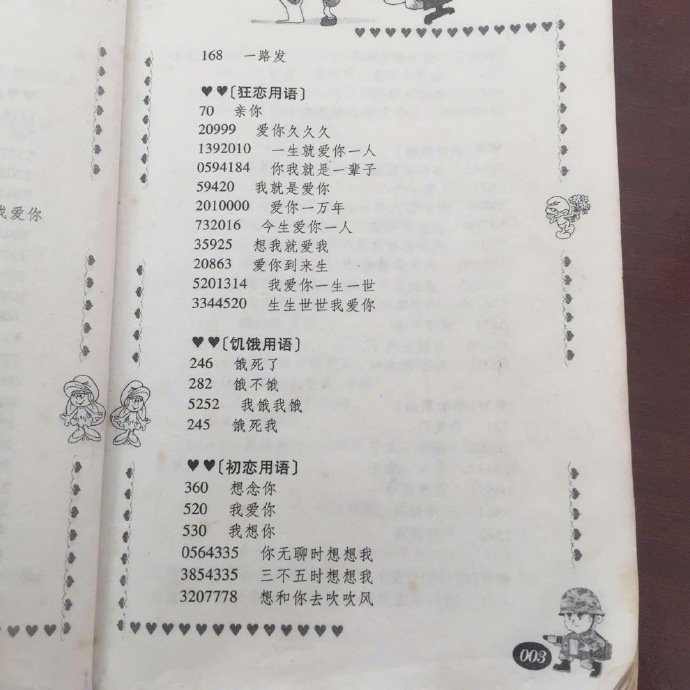 我爱你
168 一路发
♥♥〔狂恋用语〕
70 亲你
20999 爱你久久久
1392010 一生就爱你一人
0594184 你我就是一辈子
59420 我就是爱你
2010000 爱你一万年
732016 今生爱你一人
35925 想我就爱我
20863 爱你到来生
5201314 我爱你一生一世
3344520 生生世世我爱你
♥♥〔饥饿用语〕
246 饿死了
282 饿不饿
5252 我饿我饿
245 饿死我
♥♥〔初恋用语〕
360 想念你
520 我爱你
530 我想你
0564335 你无聊时想想我
3854335 三不五时想想我
3207778 想和你去吹吹风
003